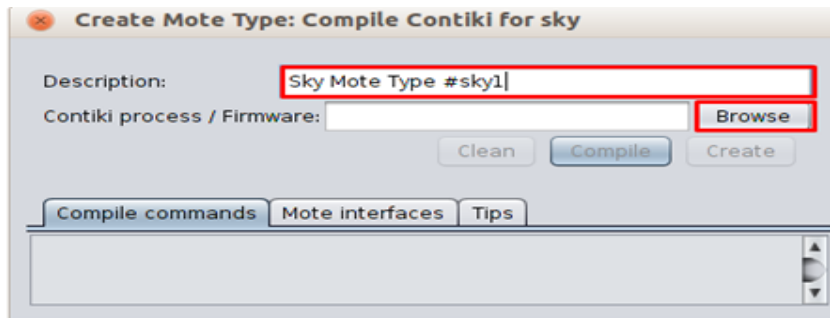 Create Mote Type: Compile Contiki for sky
Description: Sky Mote Type #sky1
Contiki process / Firmware: Browse
Clean Compile Create
Compile commands Mote interfaces Tips